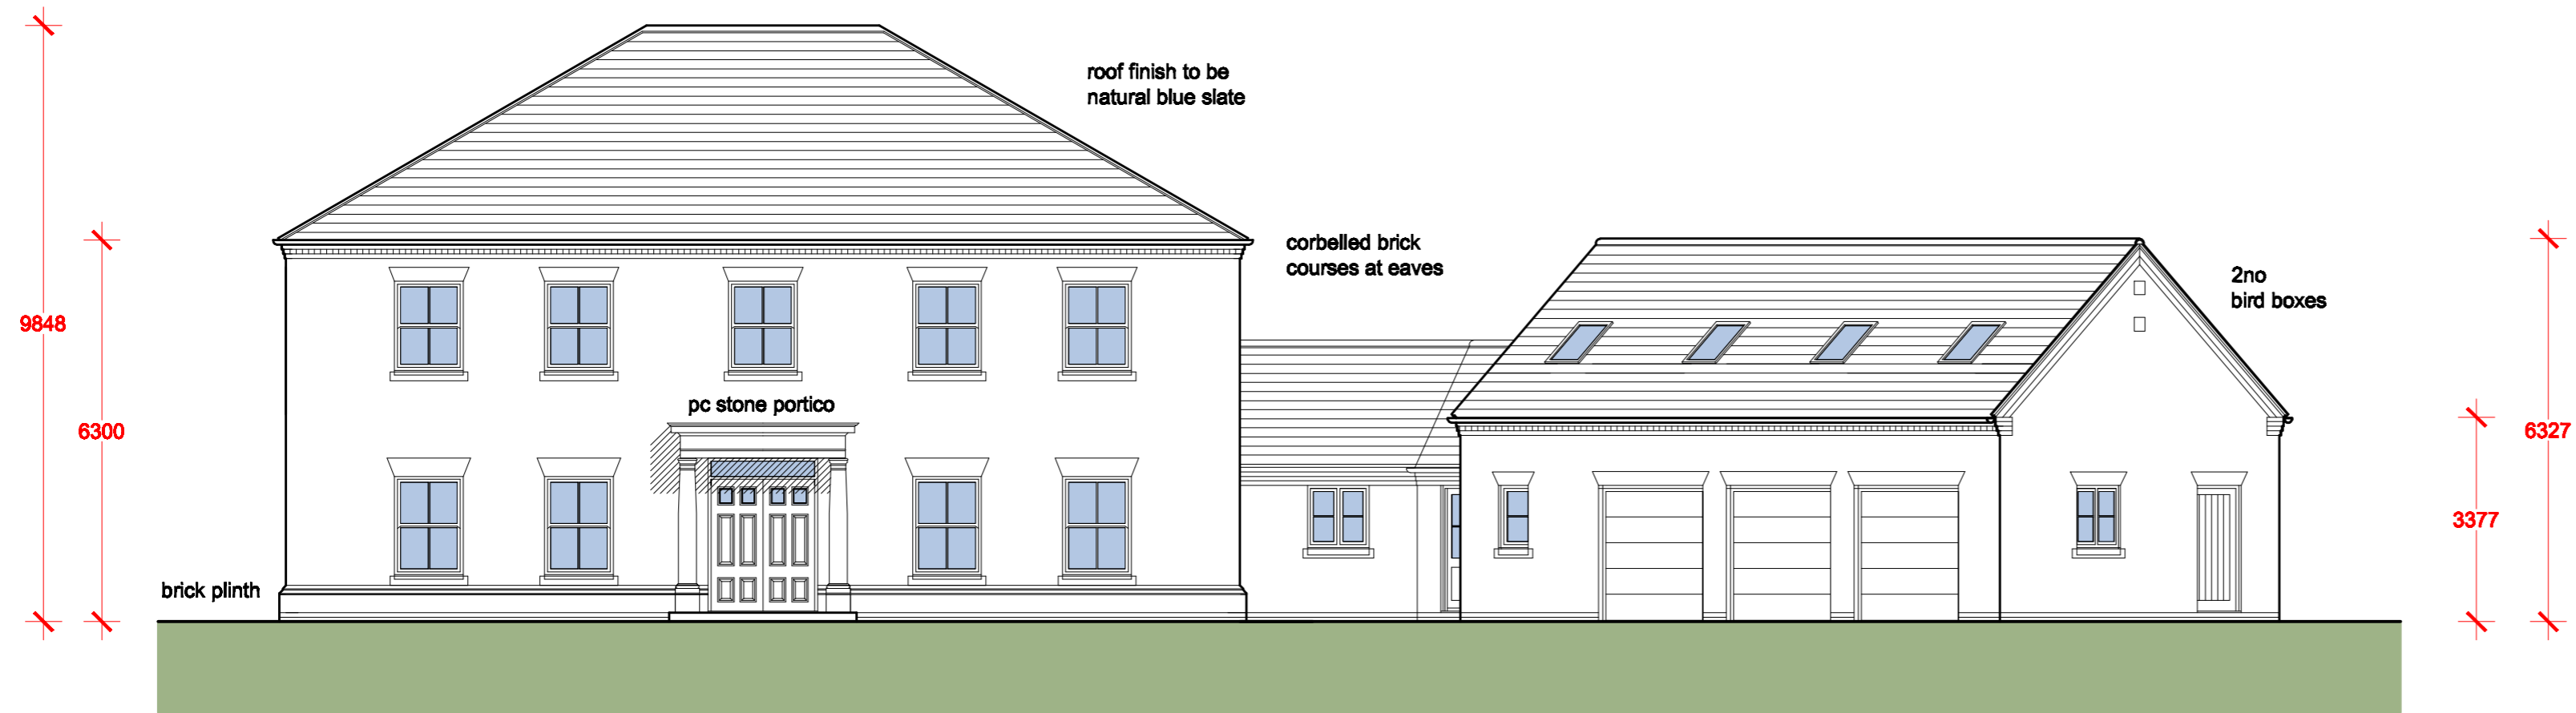 roof finish to be
natural blue slate
corbelled brick
courses at eaves
2no
bird boxes
9848
6300
pc stone portico
6327
3377
brick plinth